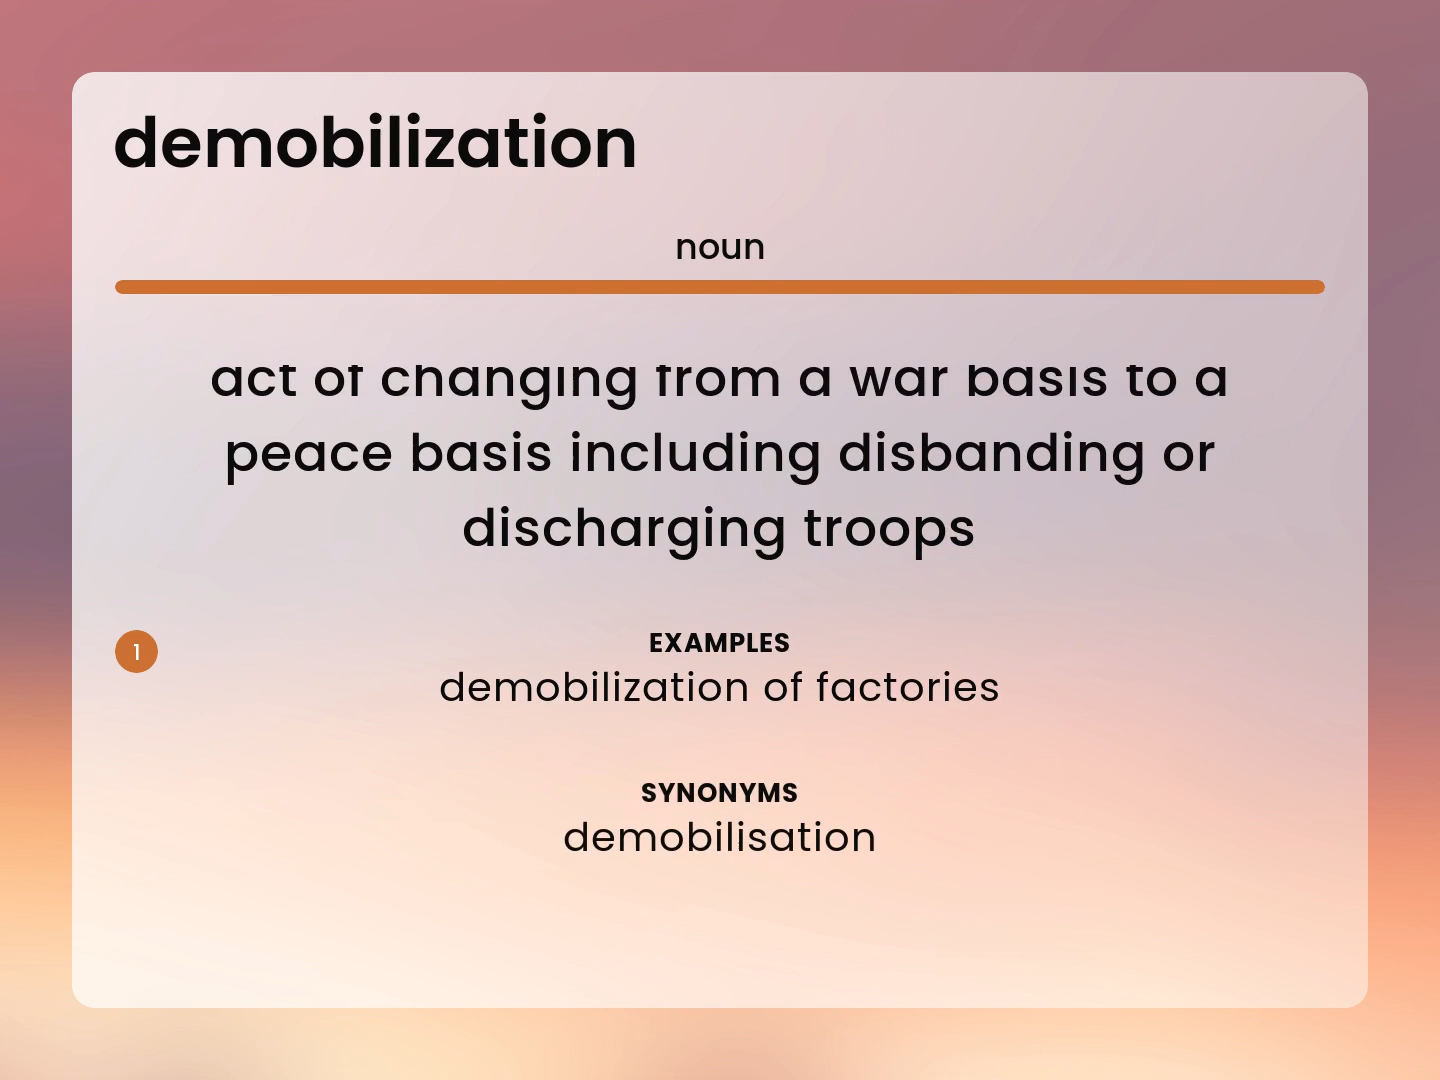 demobilization
noun
act of changing from a war basis to a
peace basis including disbanding or
discharging troops
1
EXAMPLES
demobilization of factories
SYNONYMS
demobilisation